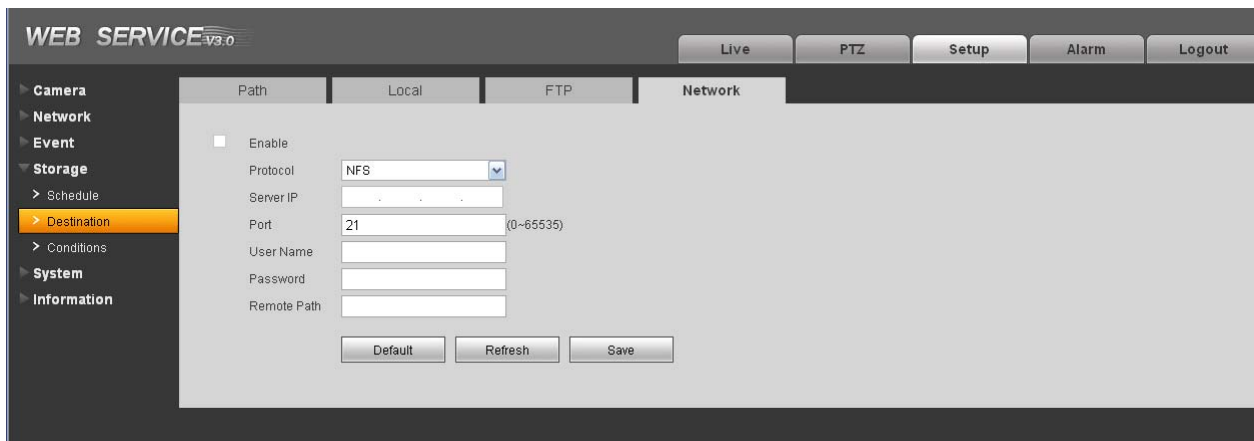 WEB SERVICE V3.0
Live
PTZ
Setup
Alarm
Logout
Camera
Network
Event
Storage
> Schedule
> Destination
> Conditions
System
Information
Path
Local
FTP
Network
Enable
Protocol NFS
Server IP . . .
Port 21 (0~65535)
User Name
Password
Remote Path
Default
Refresh
Save